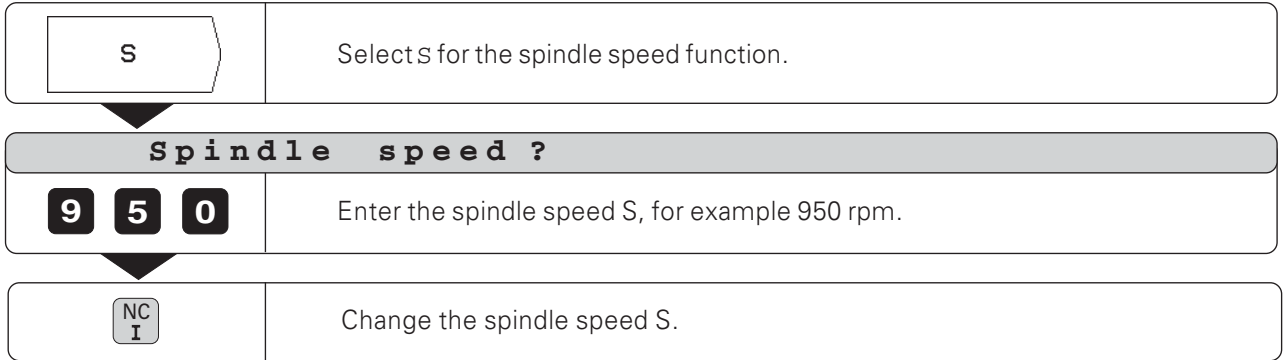 S
Select S for the spindle speed function.
Spindle speed ?
9 5 0
Enter the spindle speed S, for example 950 rpm.
NC
I
Change the spindle speed S.